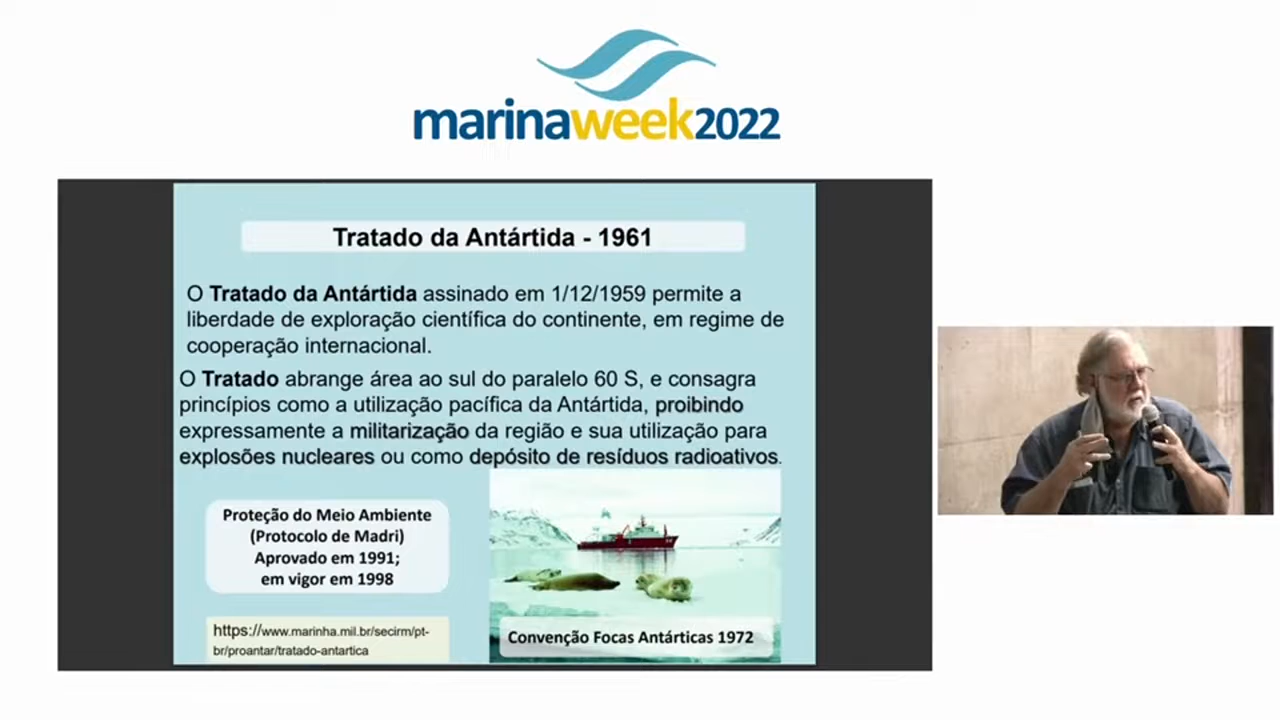 marinaweek2022
Tratado da Antártida - 1961
O Tratado da Antártida assinado em 1/12/1959 permite a
liberdade de exploração científica do continente, em regime de
cooperação internacional.
O Tratado abrange área ao sul do paralelo 60 S, e consagra
princípios como a utilização pacífica da Antártida, proibindo
expressamente a militarização da região e sua utilização para
explosões nucleares ou como depósito de resíduos radioativos.
Proteção do Meio Ambiente
(Protocolo de Madri)
Aprovado em 1991;
em vigor em 1998
https://www.marinha.mil.br/secirm/pt-
br/proantar/tratado-antartica
Convenção Focas Antárticas 1972